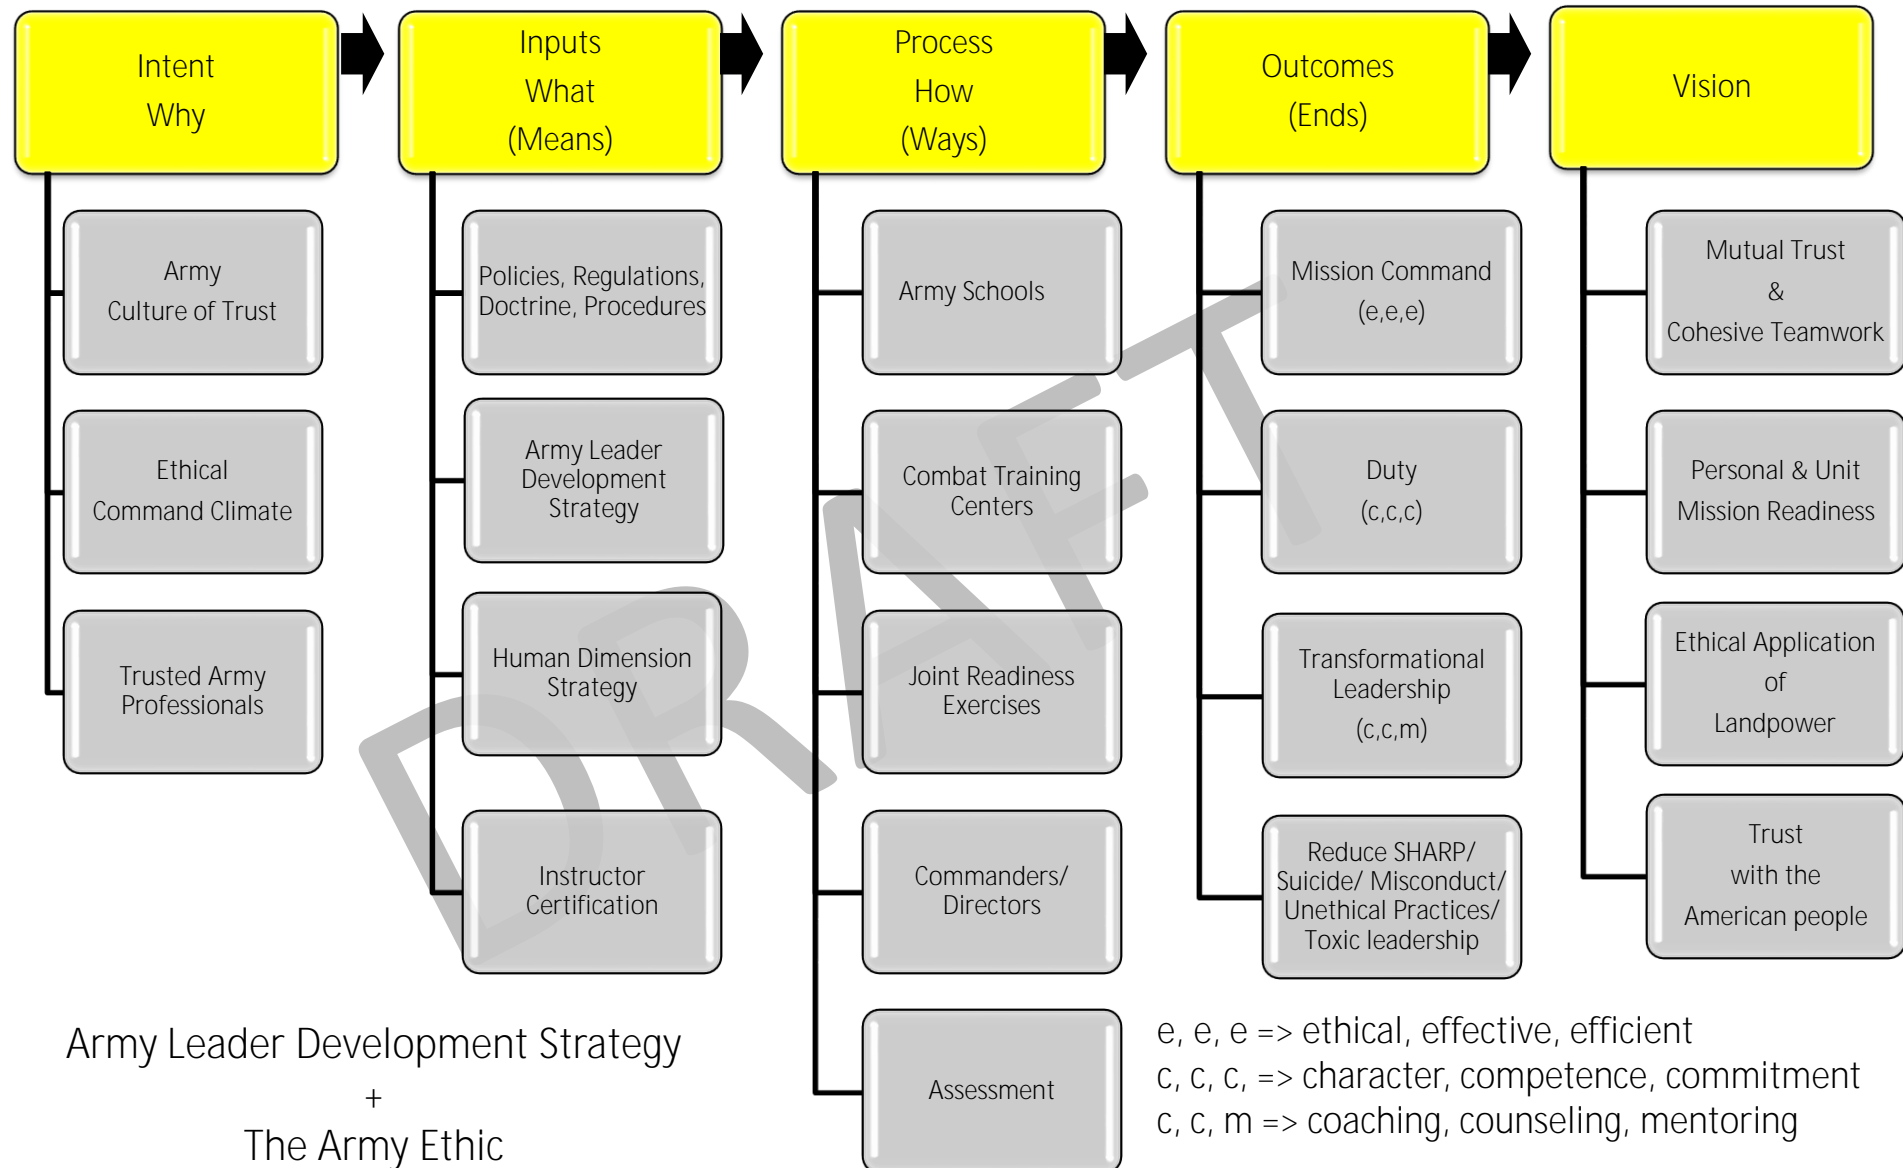 Intent
Why
Inputs
What
(Means)
Process
How
(Ways)
Outcomes
(Ends)
Vision
Army
Culture of Trust
Ethical
Command Climate
Trusted Army
Professionals
Policies, Regulations,
Doctrine, Procedures
Army Leader
Development
Strategy
Human Dimension
Strategy
Instructor
Certification
Army Schools
Combat Training
Centers
Joint Readiness
Exercises
Commanders/
Directors
Assessment
Mission Command
(e,e,e)
Duty
(c,c,c)
Transformational
Leadership
(c,c,m)
Reduce SHARP/
Suicide/ Misconduct/
Unethical Practices/
Toxic leadership
Mutual Trust
&
Cohesive Teamwork
Personal & Unit
Mission Readiness
Ethical Application
of
Landpower
Trust
with the
American people
DRAFT
Army Leader Development Strategy
+
The Army Ethic
e, e, e => ethical, effective, efficient
c, c, c, => character, competence, commitment
c, c, m => coaching, counseling, mentoring